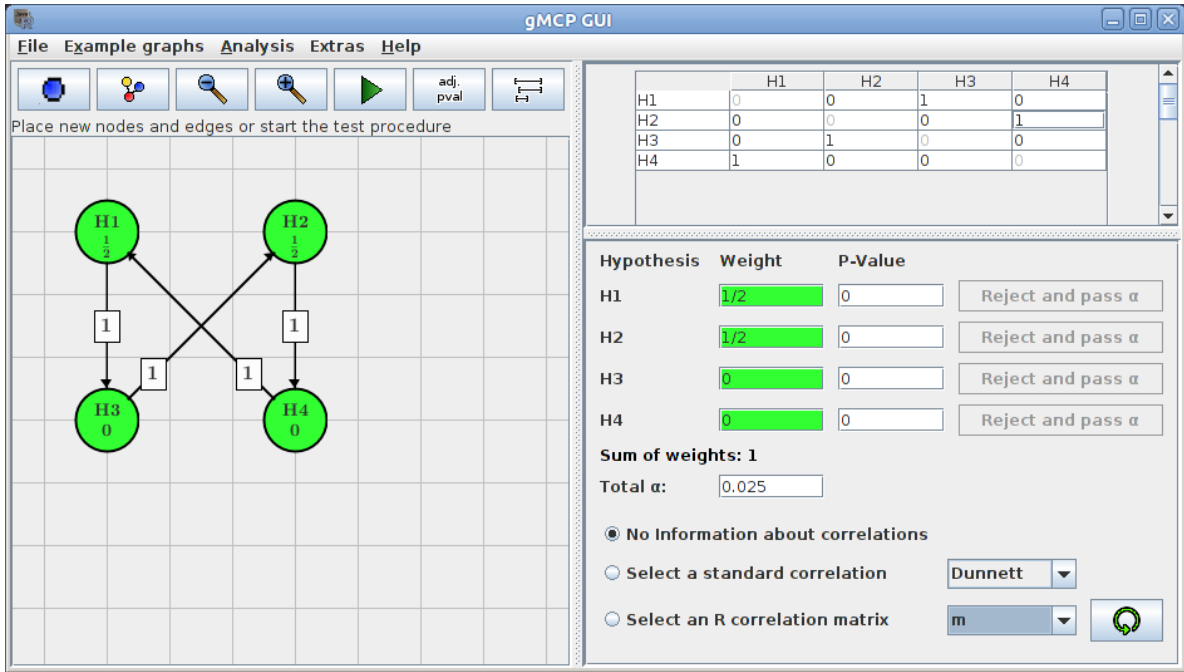 gMCP GUI
File Example graphs Analysis Extras Help
adj. pval
Place new nodes and edges or start the test procedure
H1 H2 H3 H4
H1 0 0 1 0
H2 0 0 0 1
H3 0 1 0 0
H4 1 0 0 0
H1 H2
1/2 1/2
1 1
1 1
H3 H4
0 0
Hypothesis Weight P-Value
H1 1/2 0 Reject and pass α
H2 1/2 0 Reject and pass α
H3 0 0 Reject and pass α
H4 0 0 Reject and pass α
Sum of weights: 1
Total α: 0.025
No Information about correlations
Select a standard correlation Dunnett
Select an R correlation matrix m